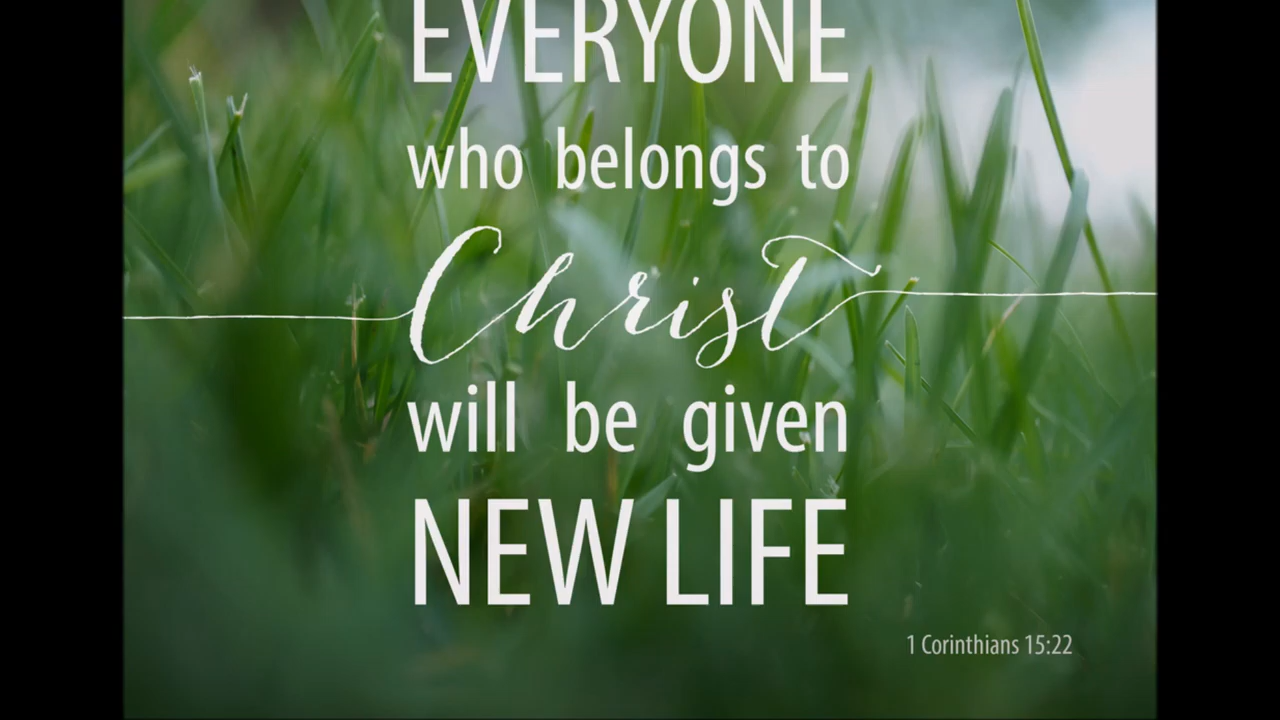 EVERYONE
who belongs to
Christ
will be given
NEW LIFE
1 Corinthians 15:22